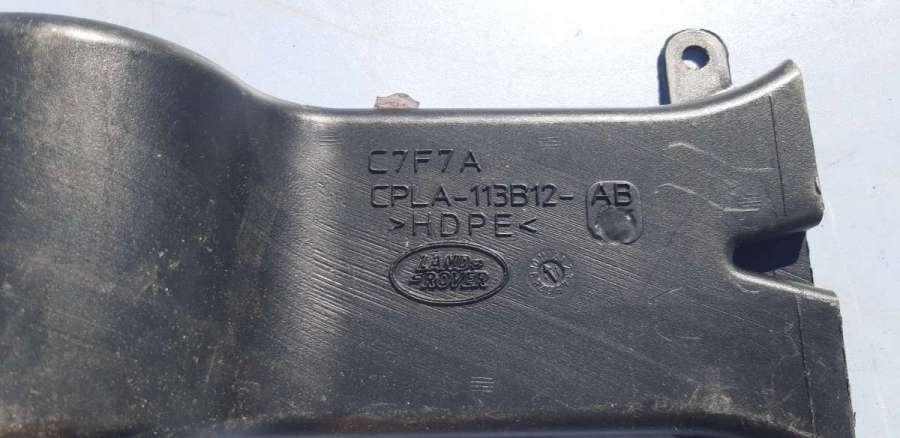 C7F7A
CPLA-113B12- AB
>HDPE<
LAND-
-ROVER